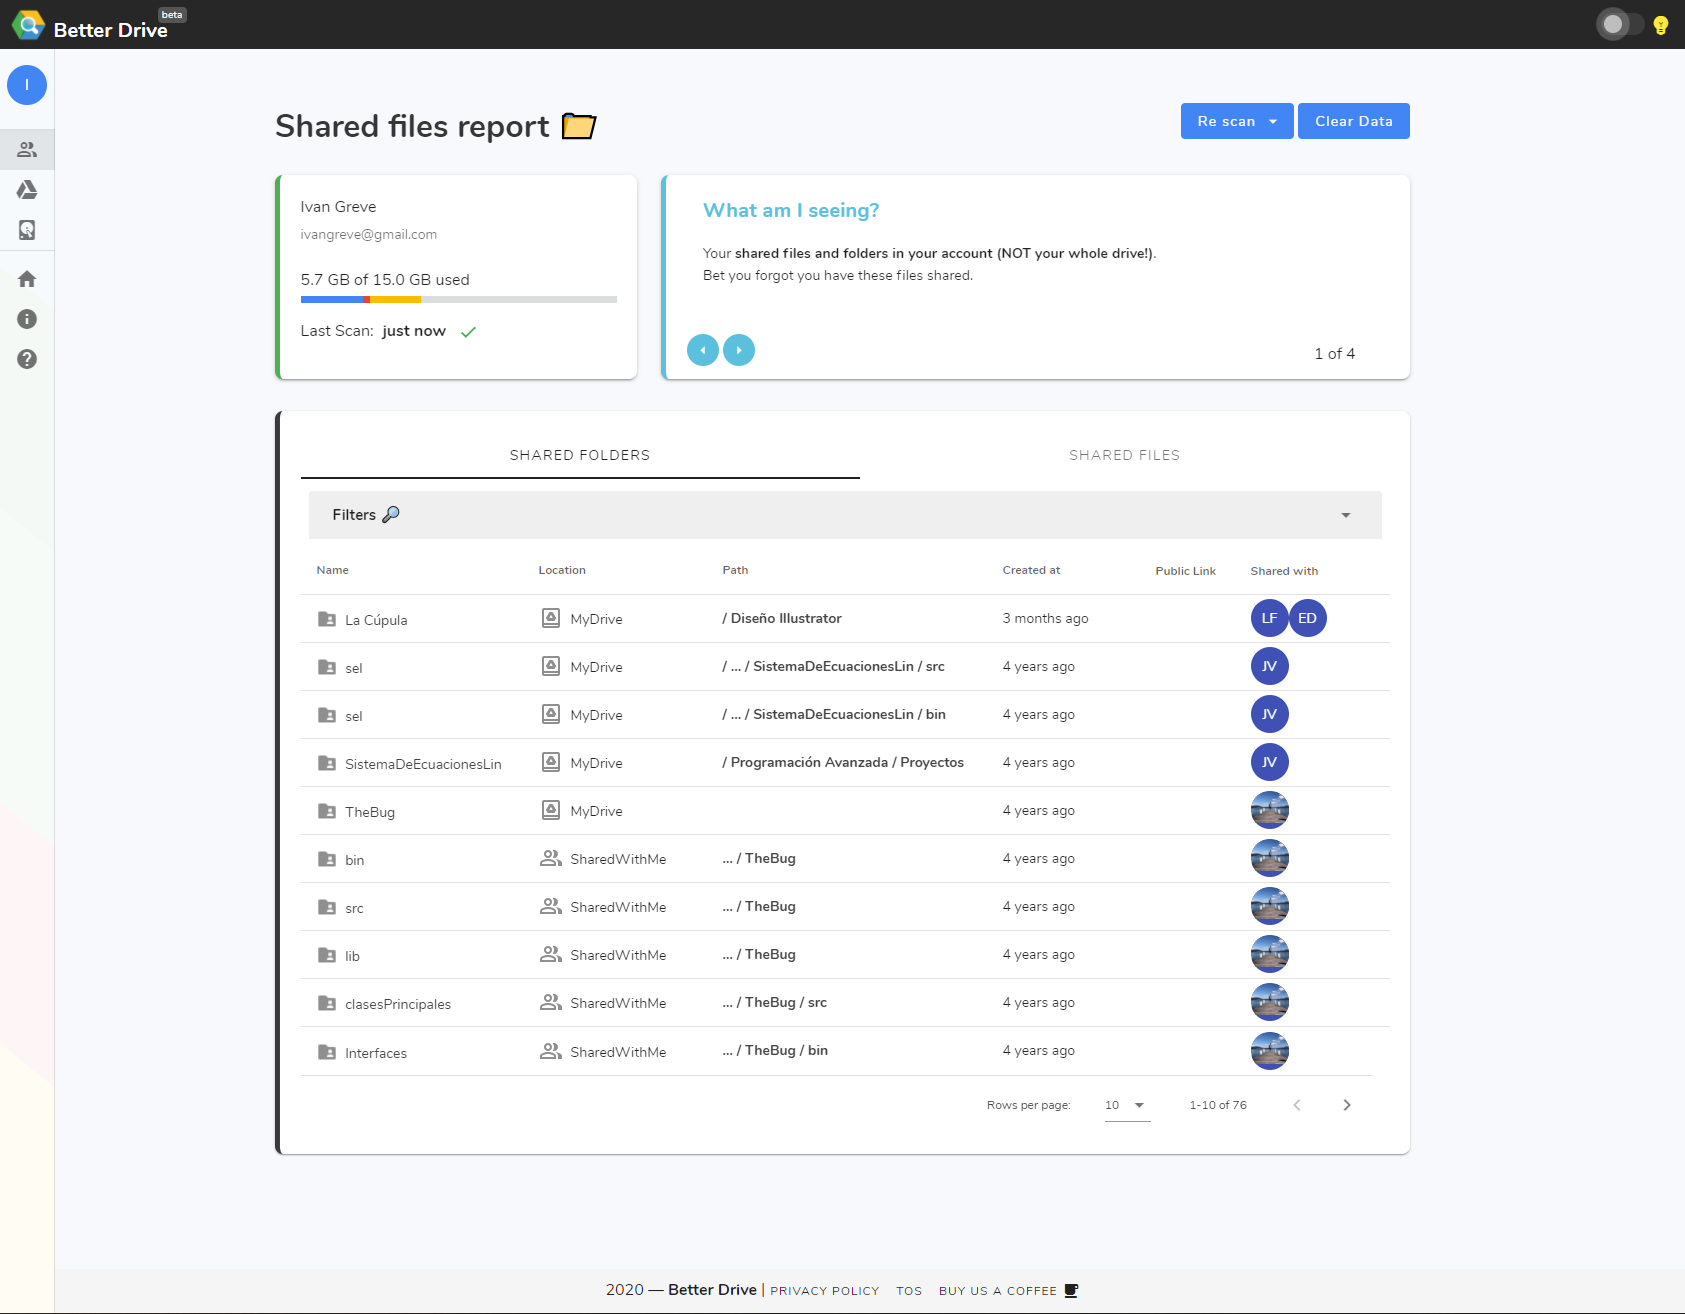 Better Drive beta
I
Shared files report
Re scan
Clear Data
Ivan Greve
ivangreve@gmail.com
5.7 GB of 15.0 GB used
Last Scan: just now
What am I seeing?
Your shared files and folders in your account (NOT your whole drive!).
Bet you forgot you have these files shared.
1 of 4
SHARED FOLDERS SHARED FILES
Filters
Name Location Path Created at Public Link Shared with
La Cúpula MyDrive / Diseño Illustrator 3 months ago LF ED
sel MyDrive / ... / SistemaDeEcuacionesLin / src 4 years ago JV
sel MyDrive / ... / SistemaDeEcuacionesLin / bin 4 years ago JV
SistemaDeEcuacionesLin MyDrive / Programación Avanzada / Proyectos 4 years ago JV
TheBug MyDrive 4 years ago
bin SharedWithMe ... / TheBug 4 years ago
src SharedWithMe ... / TheBug 4 years ago
lib SharedWithMe ... / TheBug 4 years ago
clasesPrincipales SharedWithMe ... / TheBug / src 4 years ago
Interfaces SharedWithMe ... / TheBug / bin 4 years ago
Rows per page: 10 1-10 of 76
2020 — Better Drive | PRIVACY POLICY TOS BUY US A COFFEE